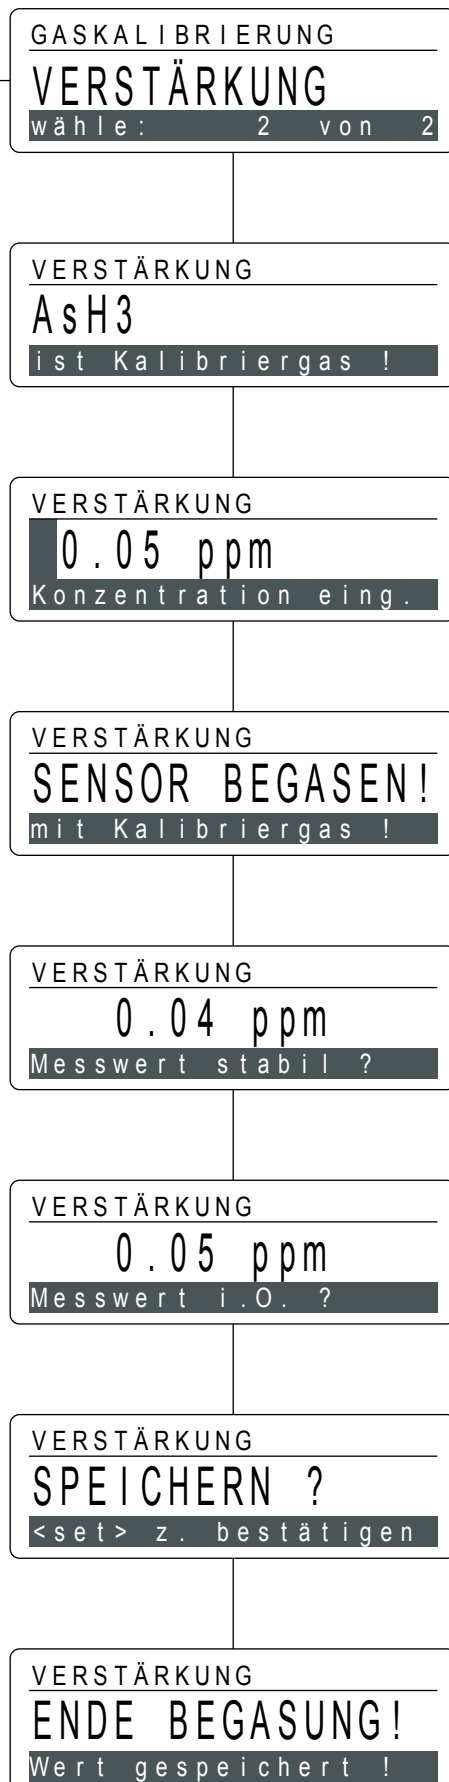 GASKALIBRIERUNG
VERSTÄRKUNG
wähle: 2 von 2
VERSTÄRKUNG
AsH3
ist Kalibriergas !
VERSTÄRKUNG
0.05 ppm
Konzentration eing.
VERSTÄRKUNG
SENSOR BEGASEN!
mit Kalibriergas !
VERSTÄRKUNG
0.04 ppm
Messwert stabil ?
VERSTÄRKUNG
0.05 ppm
Messwert i.O. ?
VERSTÄRKUNG
SPEICHERN ?
<set> z. bestätigen
VERSTÄRKUNG
ENDE BEGASUNG!
Wert gespeichert !